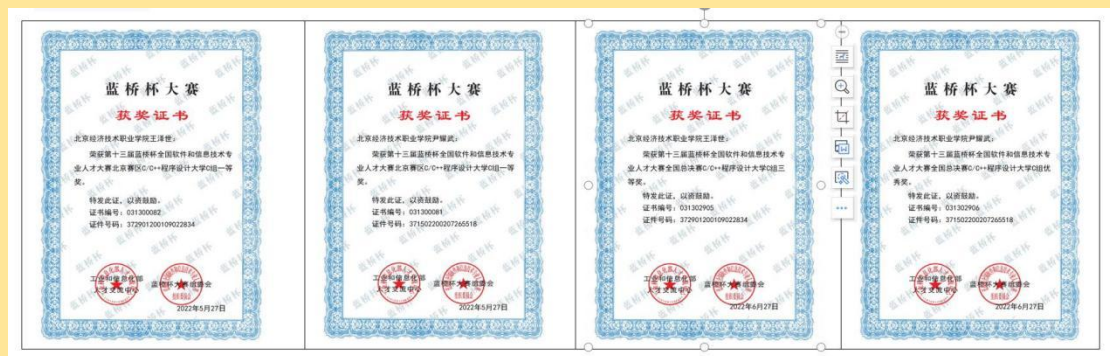 蓝桥杯大赛
获奖证书
北京经济技术职业学院王泽世：
荣获第十三届蓝桥杯全国软件和信息技术专
业人才大赛北京赛区C/C++程序设计大学C组一等
奖。
特发此证，以资鼓励。
证书编号：031300082
证件号码：372901200109022834
工业和信息化部
人才交流中心
蓝桥杯大赛组委会
2022年5月27日
蓝桥杯大赛
获奖证书
北京经济技术职业学院尹耀武：
荣获第十三届蓝桥杯全国软件和信息技术专
业人才大赛北京赛区C/C++程序设计大学C组一等
奖。
特发此证，以资鼓励。
证书编号：031300081
证件号码：371502200207265518
工业和信息化部
人才交流中心
蓝桥杯大赛组委会
2022年5月27日
蓝桥杯大赛
获奖证书
北京经济技术职业学院王泽世：
荣获第十三届蓝桥杯全国软件和信息技术专
业人才大赛全国总决赛C/C++程序设计大学C组三
等奖。
特发此证，以资鼓励。
证书编号：031302905
证件号码：372901200109022834
工业和信息化部
人才交流中心
蓝桥杯大赛组委会
2022年6月27日
蓝桥杯大赛
获奖证书
北京经济技术职业学院尹耀武：
荣获第十三届蓝桥杯全国软件和信息技术专
业人才大赛全国总决赛C/C++程序设计大学C组优
秀奖。
特发此证，以资鼓励。
证书编号：031302906
证件号码：371502200207265518
工业和信息化部
人才交流中心
蓝桥杯大赛组委会
2022年6月27日